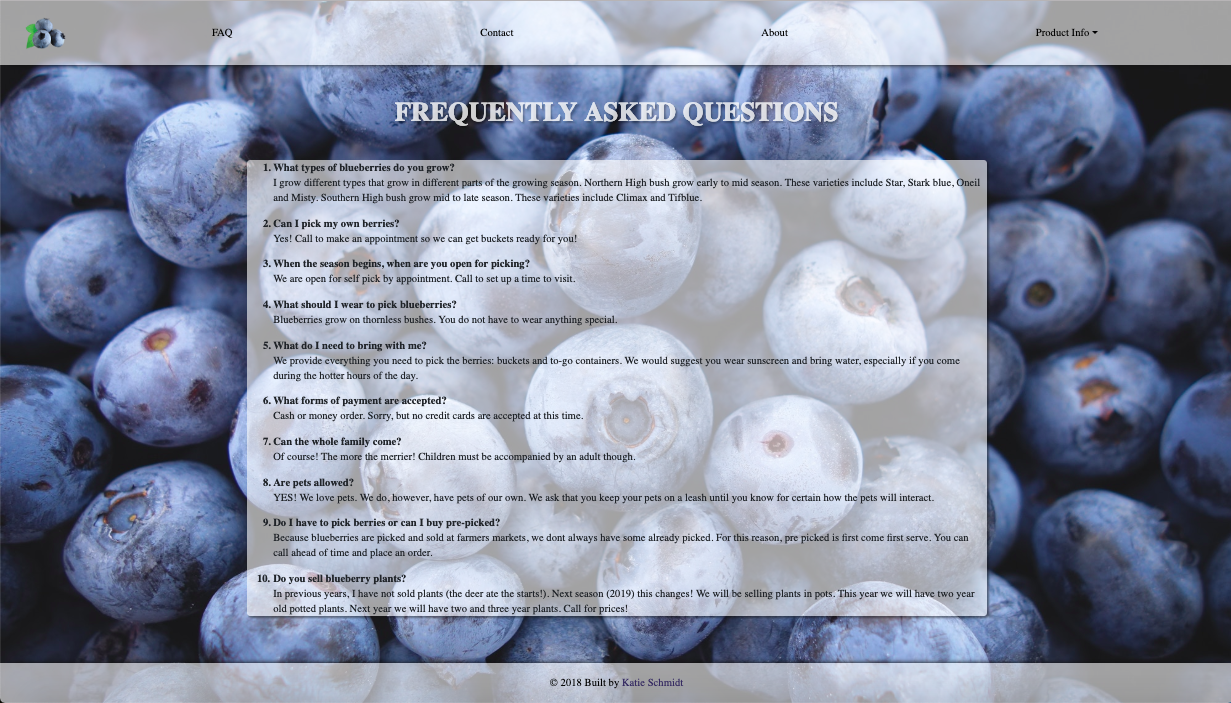 FAQ
Contact
About
Product Info
FREQUENTLY ASKED QUESTIONS
1. What types of blueberries do you grow?
I grow different types that grow in different parts of the growing season. Northern High bush grow early to mid season. These varieties include Star, Stark blue, Oneil
and Misty. Southern High bush grow mid to late season. These varieties include Climax and Tifblue.
2. Can I pick my own berries?
Yes! Call to make an appointment so we can get buckets ready for you!
3. When the season begins, when are you open for picking?
We are open for self pick by appointment. Call to set up a time to visit.
4. What should I wear to pick blueberries?
Blueberries grow on thornless bushes. You do not have to wear anything special.
5. What do I need to bring with me?
We provide everything you need to pick the berries: buckets and to-go containers. We would suggest you wear sunscreen and bring water, especially if you come
during the hotter hours of the day.
6. What forms of payment are accepted?
Cash or money order. Sorry, but no credit cards are accepted at this time.
7. Can the whole family come?
Of course! The more the merrier! Children must be accompanied by an adult though.
8. Are pets allowed?
YES! We love pets. We do, however, have pets of our own. We ask that you keep your pets on a leash until you know for certain how the pets will interact.
9. Do I have to pick berries or can I buy pre-picked?
Because blueberries are picked and sold at farmers markets, we dont always have some already picked. For this reason, pre picked is first come first serve. You can
call ahead of time and place an order.
10. Do you sell blueberry plants?
In previous years, I have not sold plants (the deer ate the starts!). Next season (2019) this changes! We will be selling plants in pots. This year we will have two year
old potted plants. Next year we will have two and three year plants. Call for prices!
© 2018 Built by Katie Schmidt